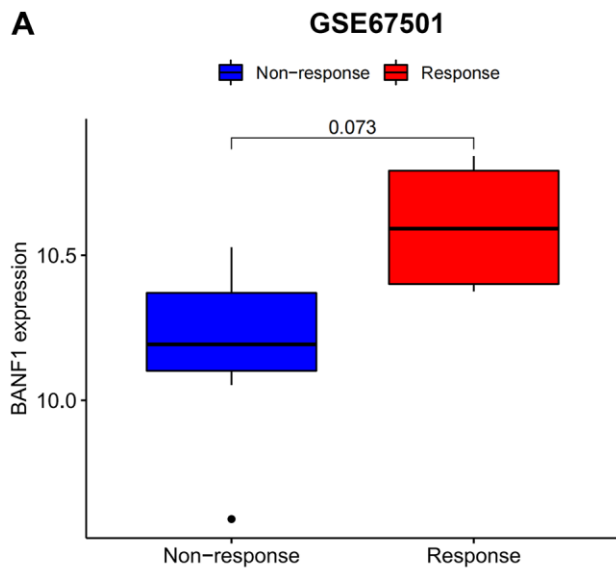 A
GSE67501
Non−response Response
0.073
10.5
10.0
BANF1 expression
Non−response Response